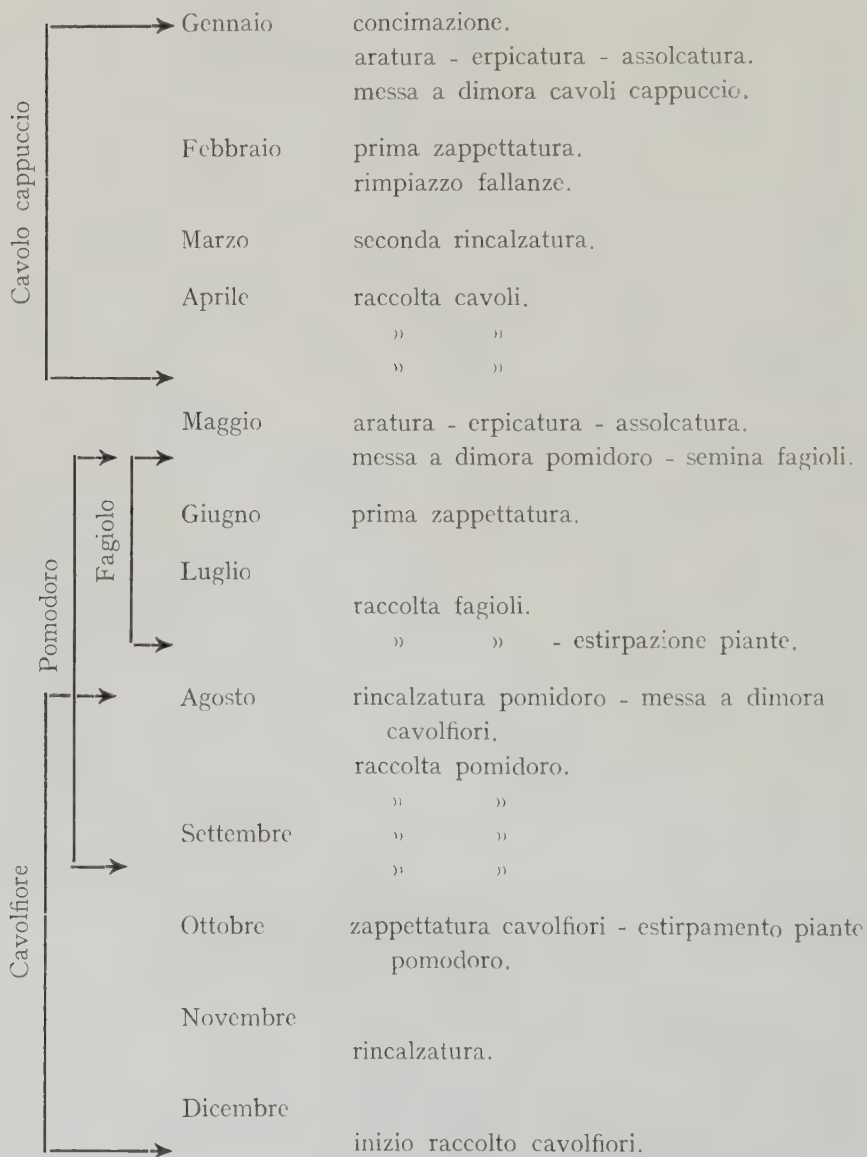 Cavolo cappuccio
Gennaio concimazione.
aratura - erpicatura - assolcatura.
messa a dimora cavoli cappuccio.
Febbraio prima zappettatura.
rimpiazzo fallanze.
Marzo seconda rincalzatura.
Aprile raccolta cavoli.
» »
» »
Maggio aratura - erpicatura - assolcatura.
messa a dimora pomidoro - semina fagioli.
Pomodoro
Fagiolo
Giugno prima zappettatura.
Luglio
raccolta fagioli.
» » - estirpazione piante.
Cavolfiore
Agosto rincalzatura pomidoro - messa a dimora
cavolfiori.
raccolta pomidoro.
» »
Settembre » »
» »
Ottobre zappettatura cavolfiori - estirpamento piante
pomodoro.
Novembre
rincalzatura.
Dicembre
inizio raccolto cavolfiori.